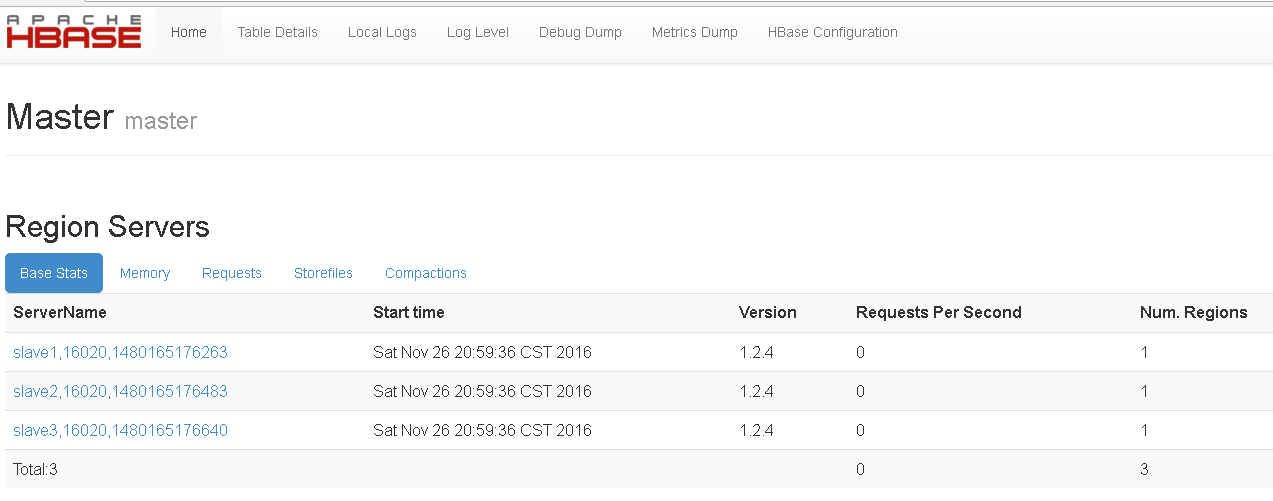 APACHE
HBASE
Home Table Details Local Logs Log Level Debug Dump Metrics Dump HBase Configuration
Master master
Region Servers
Base Stats Memory Requests Storefiles Compactions
ServerName Start time Version Requests Per Second Num. Regions
slave1,16020,1480165176263 Sat Nov 26 20:59:36 CST 2016 1.2.4 0 1
slave2,16020,1480165176483 Sat Nov 26 20:59:36 CST 2016 1.2.4 0 1
slave3,16020,1480165176640 Sat Nov 26 20:59:36 CST 2016 1.2.4 0 1
Total:3 0 3